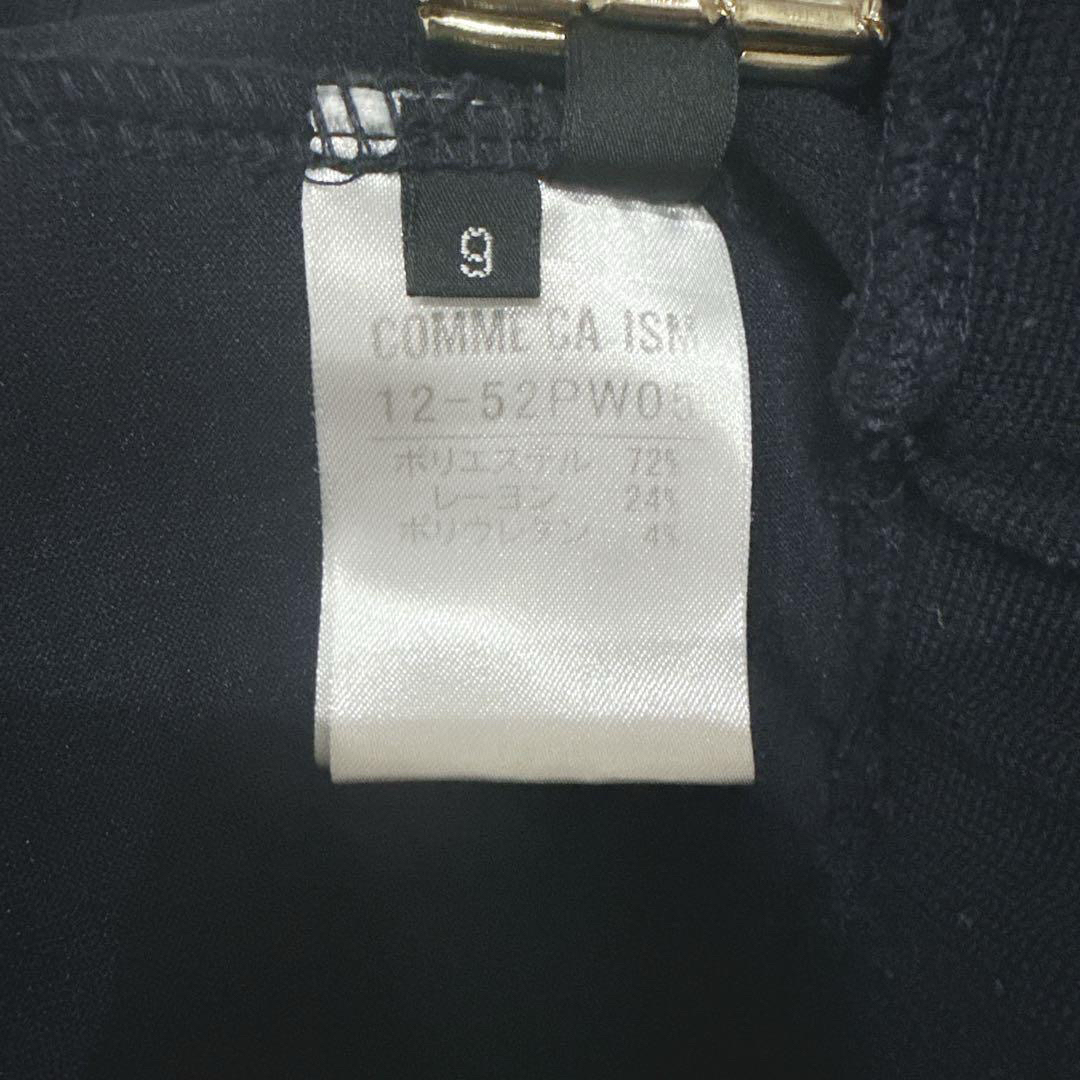 9
COMME CA ISM
12-52PW05
ポリエステル 72%
レーヨン 24%
ポリウレタン 4%